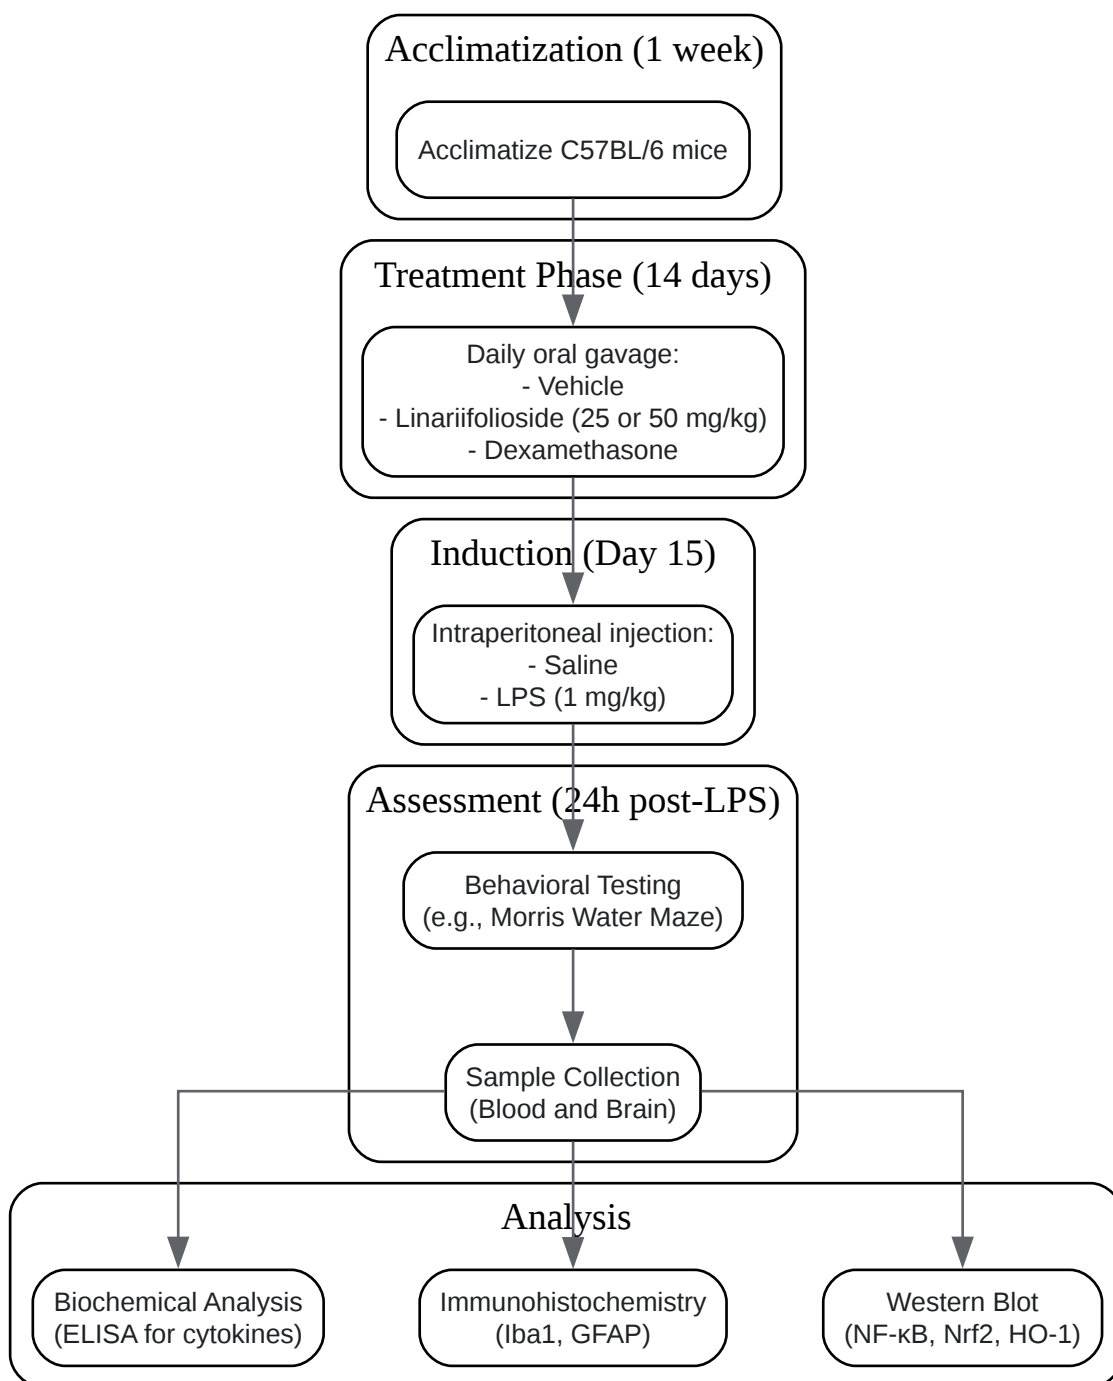 Acclimatization (1 week)
Acclimatize C57BL/6 mice
Treatment Phase (14 days)
Daily oral gavage:
- Vehicle
- Linariifolioside (25 or 50 mg/kg)
- Dexamethasone
Induction (Day 15)
Intraperitoneal injection:
- Saline
- LPS (1 mg/kg)
Assessment (24h post-LPS)
Behavioral Testing
(e.g., Morris Water Maze)
Sample Collection
(Blood and Brain)
Analysis
Biochemical Analysis
(ELISA for cytokines)
Immunohistochemistry
(Iba1, GFAP)
Western Blot
(NF-κB, Nrf2, HO-1)